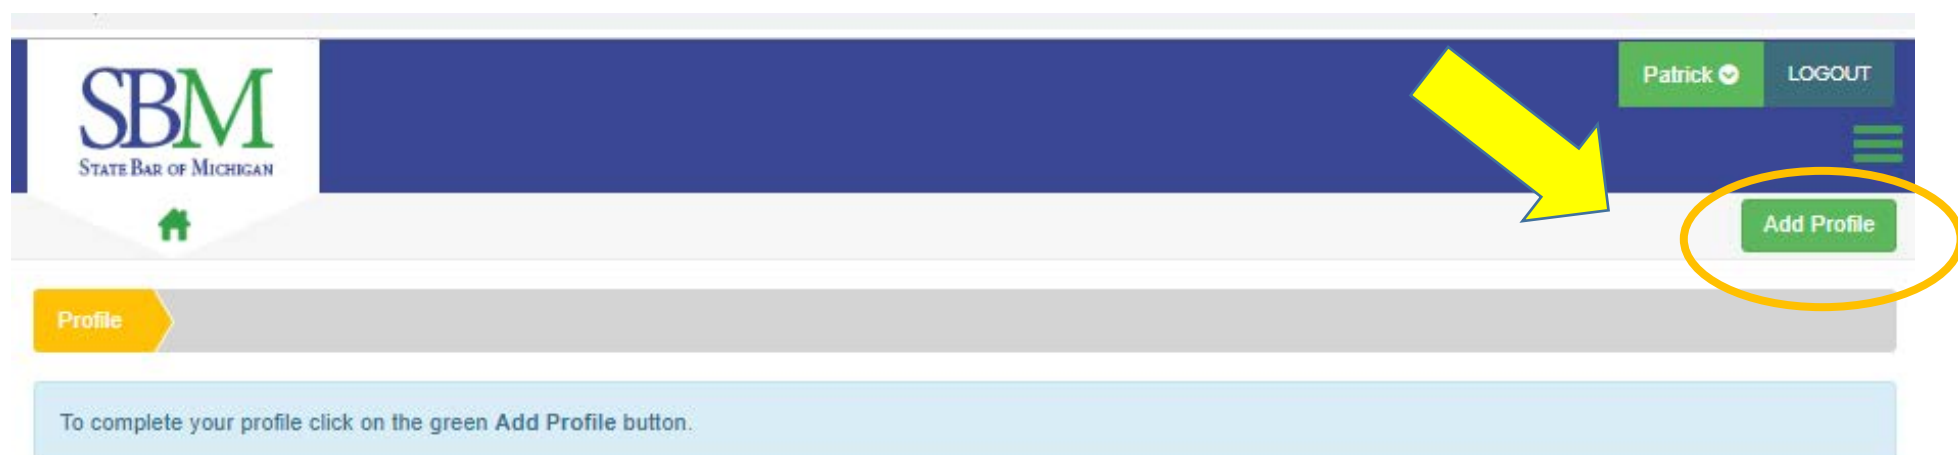 SBM
STATE BAR OF MICHIGAN
Patrick
LOGOUT
Add Profile
Profile
To complete your profile click on the green Add Profile button.